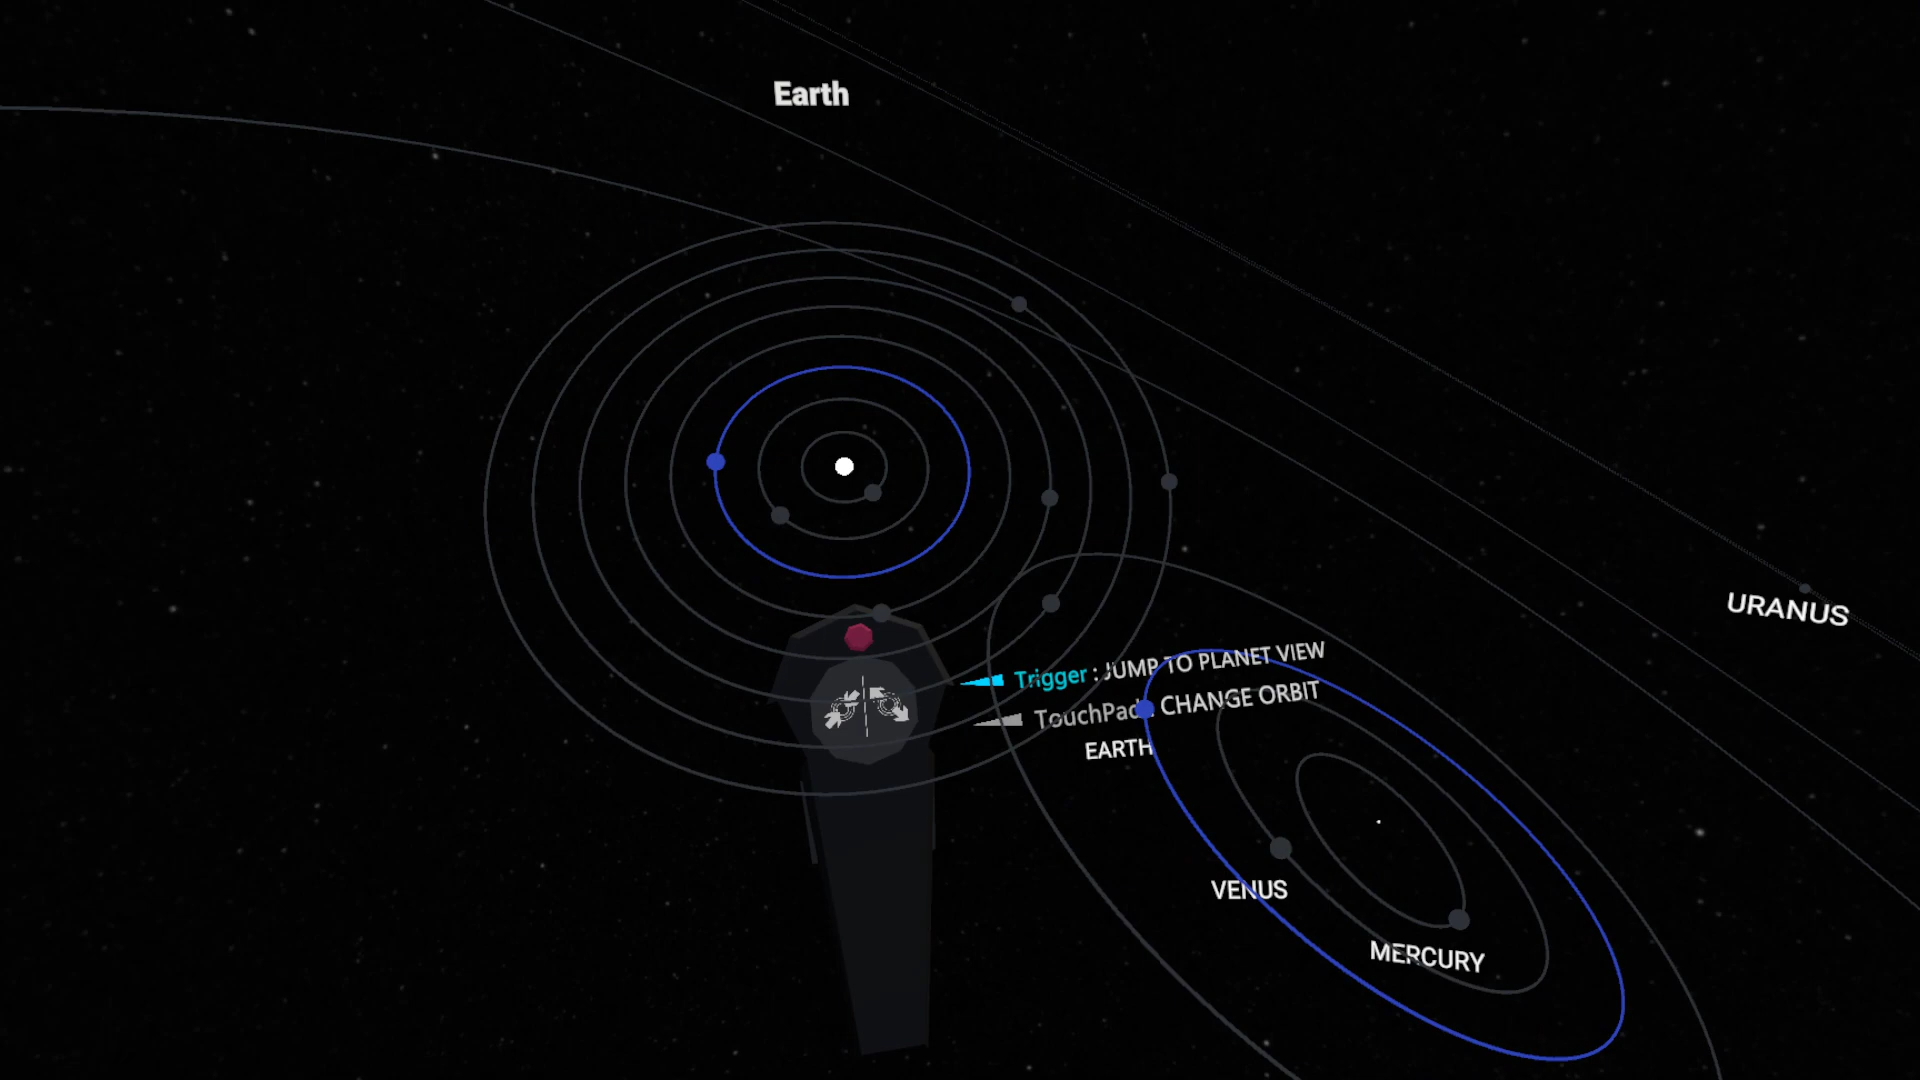 Earth
URANUS
Trigger : JUMP TO PLANET VIEW
TouchPad: CHANGE ORBIT
EARTH
VENUS
MERCURY